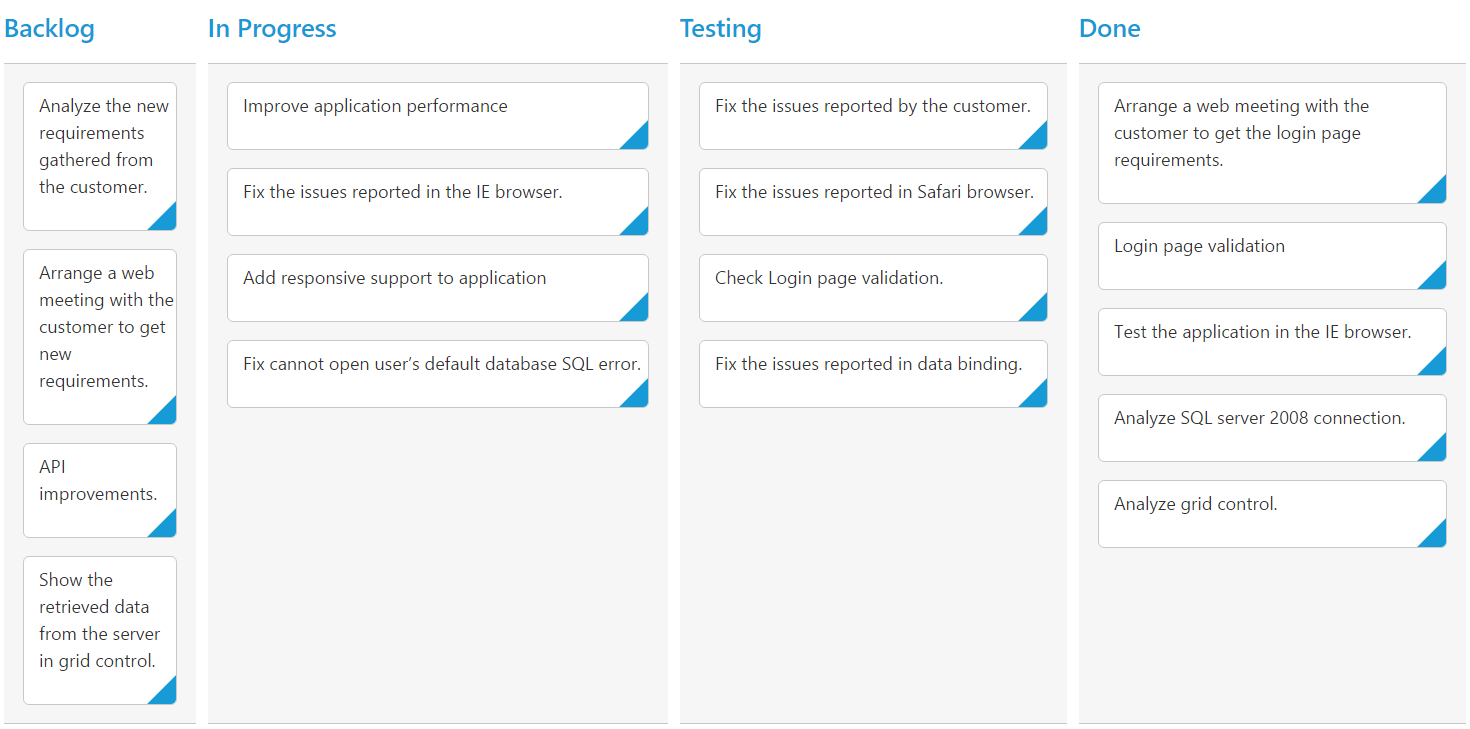 Backlog
Analyze the new
requirements
gathered from
the customer.
Arrange a web
meeting with the
customer to get
new
requirements.
API
improvements.
Show the
retrieved data
from the server
in grid control.
In Progress
Improve application performance
Fix the issues reported in the IE browser.
Add responsive support to application
Fix cannot open user’s default database SQL error.
Testing
Fix the issues reported by the customer.
Fix the issues reported in Safari browser.
Check Login page validation.
Fix the issues reported in data binding.
Done
Arrange a web meeting with the
customer to get the login page
requirements.
Login page validation
Test the application in the IE browser.
Analyze SQL server 2008 connection.
Analyze grid control.